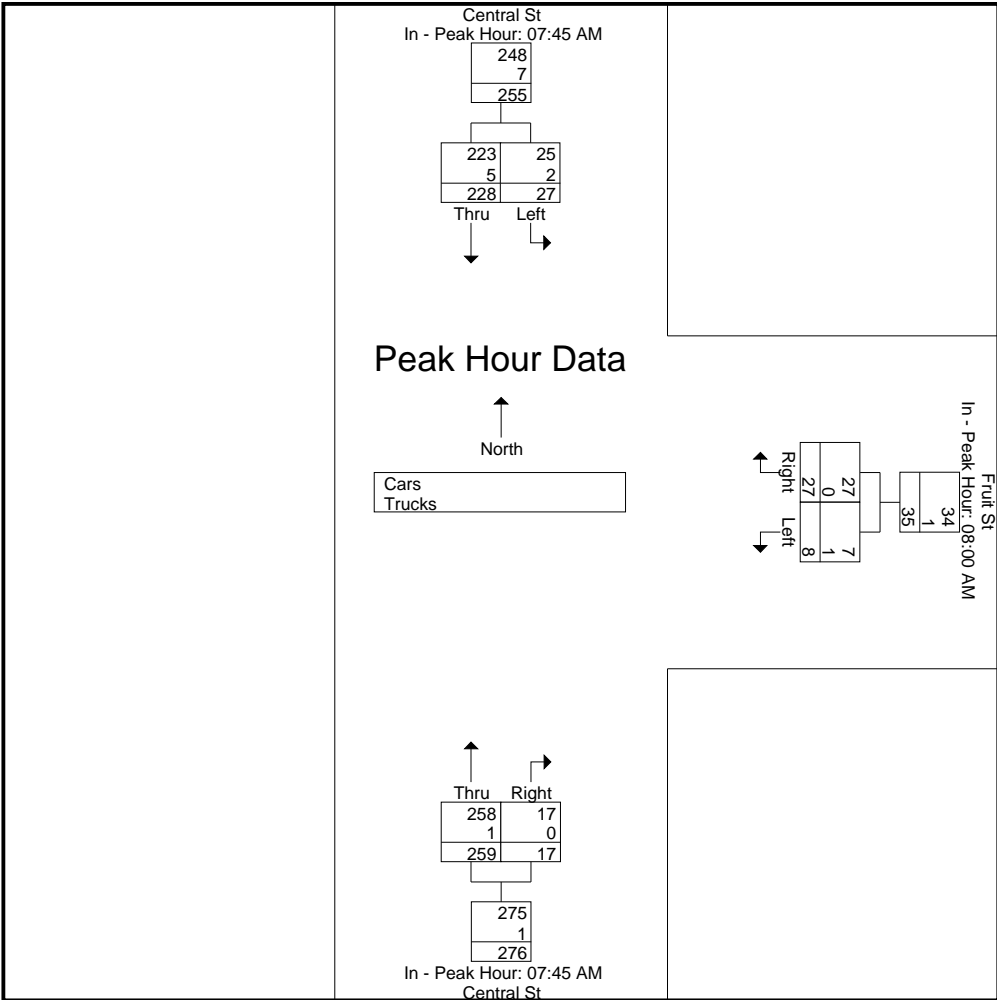 Central St
In - Peak Hour: 07:45 AM
248
7
255
223 25
5 2
228 27
Thru Left
Peak Hour Data
North
Cars
Trucks
Fruit St
In - Peak Hour: 08:00 AM
34
1
35
27 7
0 1
27 8
Right Left
Thru Right
258 17
1 0
259 17
275
1
276
In - Peak Hour: 07:45 AM
Central St